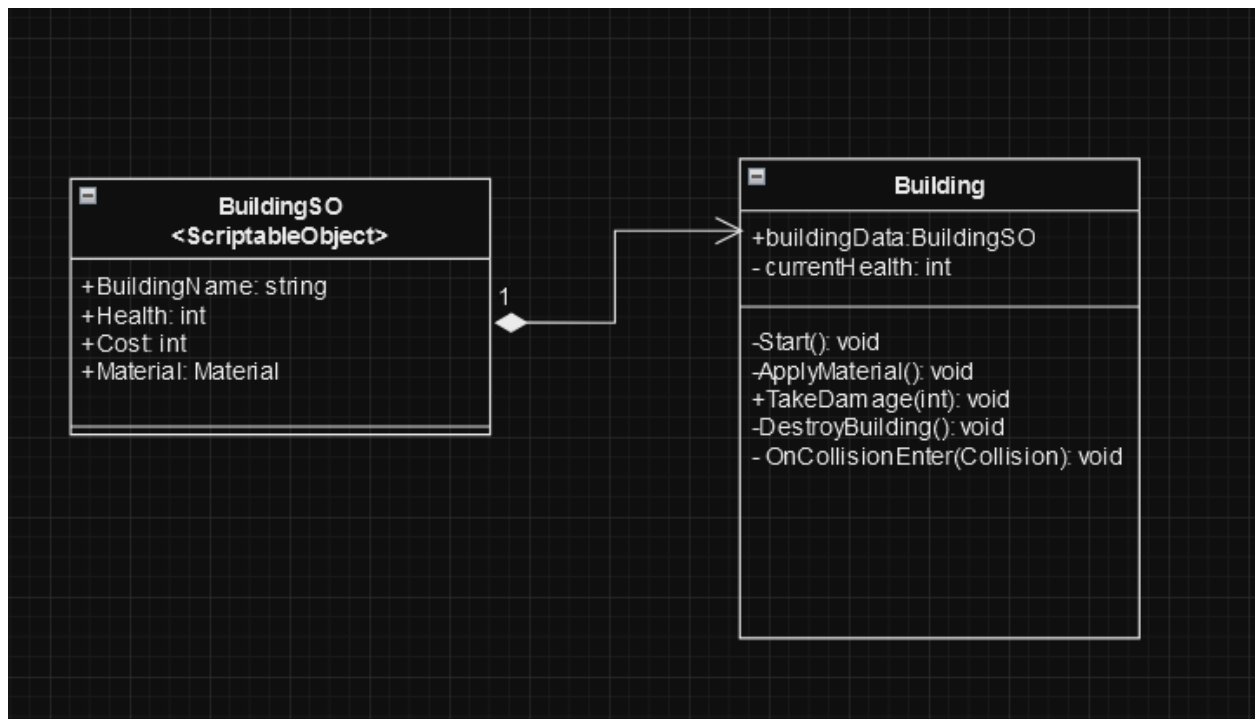 BuildingSO
<ScriptableObject>
+BuildingName: string
+Health: int
+Cost: int
+Material: Material
1
Building
+buildingData:BuildingSO
- currentHealth: int
-Start(): void
-ApplyMaterial(): void
+TakeDamage(int): void
-DestroyBuilding(): void
- OnCollisionEnter(Collision): void